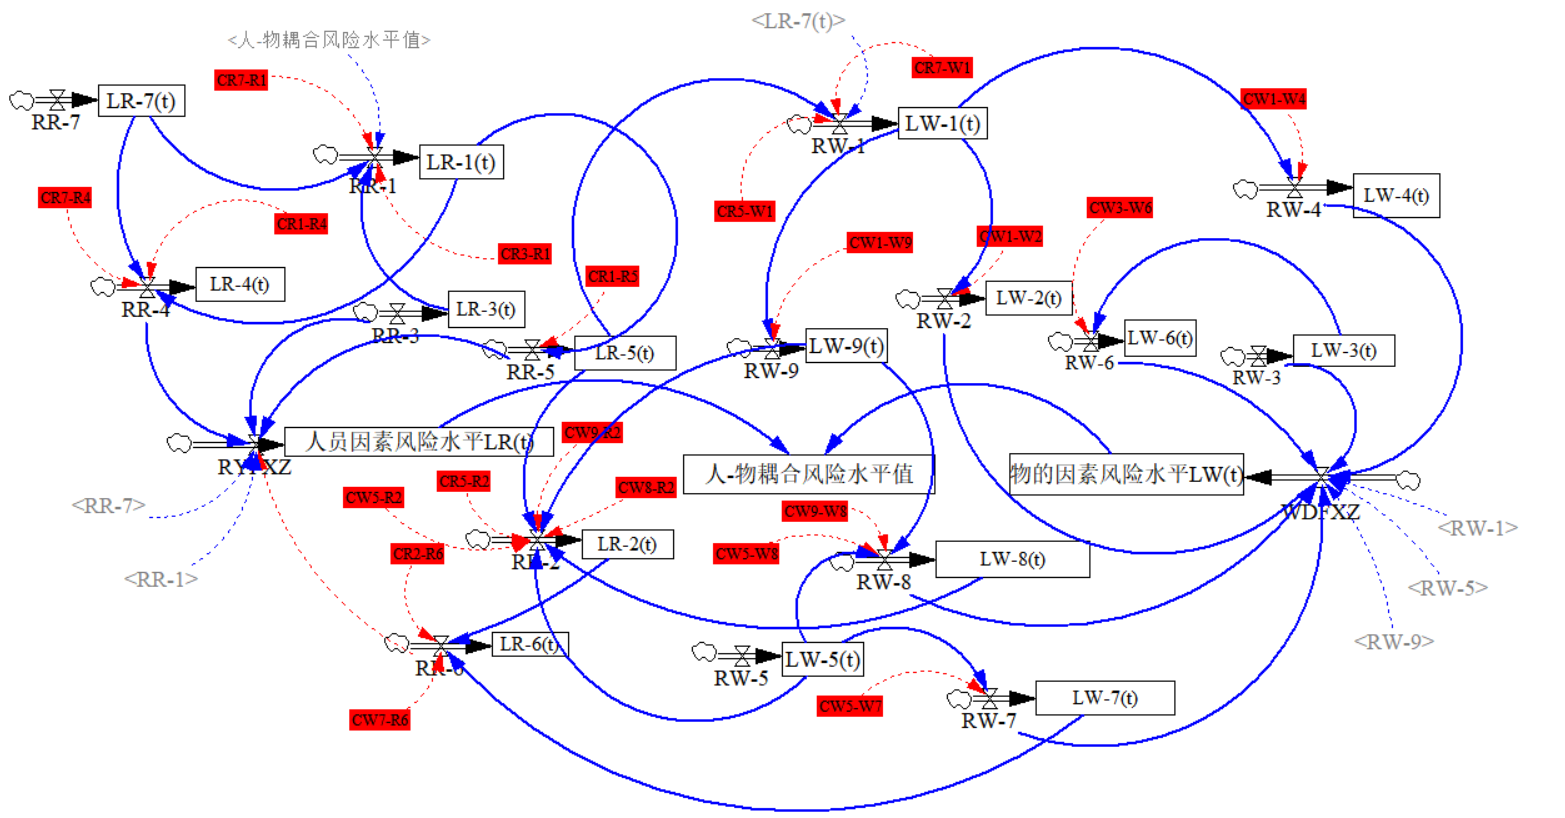 <LR-7(t)>
<人-物耦合风险水平值>
CR7-W1
CR7-R1
LR-7(t)
CW1-W4
RR-7
LW-1(t)
RW-1
LR-1(t)
RR-1
LW-4(t)
RW-4
CR7-R4
CR5-W1
CW3-W6
CR1-R4
CW1-W9
CW1-W2
CR3-R1
CR1-R5
LR-4(t)
RR-4
LW-2(t)
RW-2
LR-3(t)
RR-3
LW-6(t)
RW-6
LW-9(t)
RW-9
LR-5(t)
RR-5
LW-3(t)
RW-3
人员因素风险水平LR(t)
CW9-R2
人-物耦合风险水平值
物的因素风险水平LW(t)
CR5-R2
CW8-R2
CW5-R2
<RR-7>
CW9-W8
WDFXZ
<RW-1>
CR2-R6
LR-2(t)
CW5-W8
LW-8(t)
RW-8
<RR-1>
<RW-5>
LR-6(t)
<RW-9>
LW-5(t)
RW-5
LW-7(t)
RW-7
CW7-R6
CW5-W7